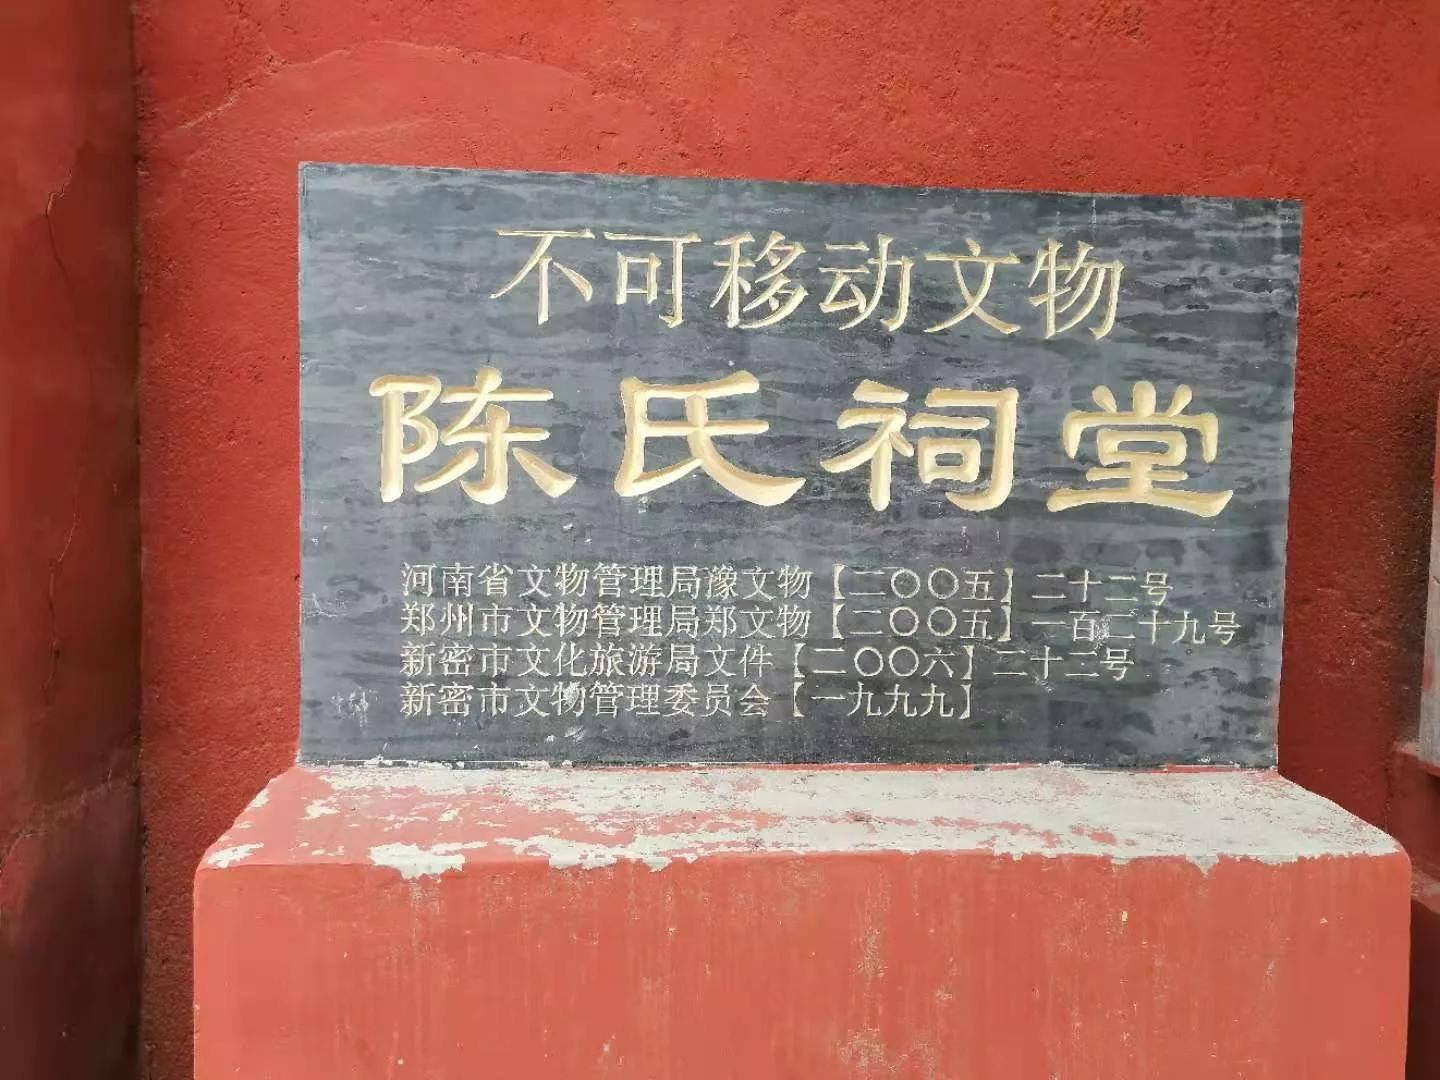 不可移动文物
陈氏祠堂
河南省文物管理局豫文物【二〇〇五】二十二号
郑州市文物管理局郑文物【二〇〇五】一百二十九号
新密市文化旅游局文件【二〇〇六】二十二号
新密市文物管理委员会【一九九九】